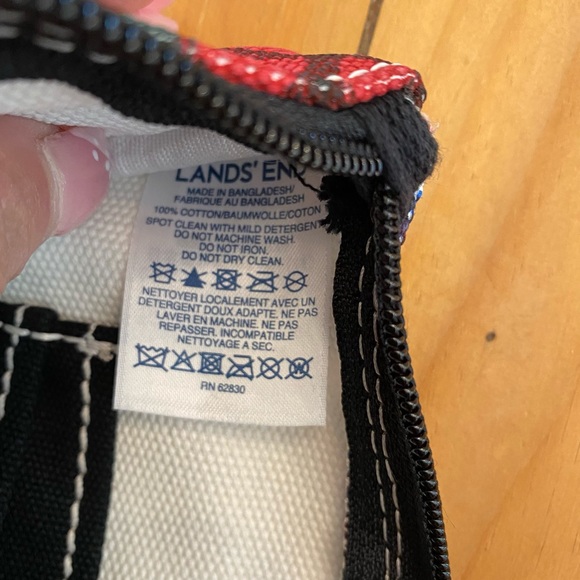 LANDS' EN
MADE IN BANGLADESH/
FABRIQUE AU BANGLADESH
100% COTTON/BAUMWOLLE/COTON
SPOT CLEAN WITH MILD DETERGENT
DO NOT MACHINE WASH.
DO NOT IRON.
DO NOT DRY CLEAN.
NETTOYER LOCALEMENT AVEC UN
DETERGENT DOUX ADAPTE. NE PAS
LAVER EN MACHINE. NE PAS
REPASSER. INCOMPATIBLE
NETTOYAGE A SEC.
W
RN 62830